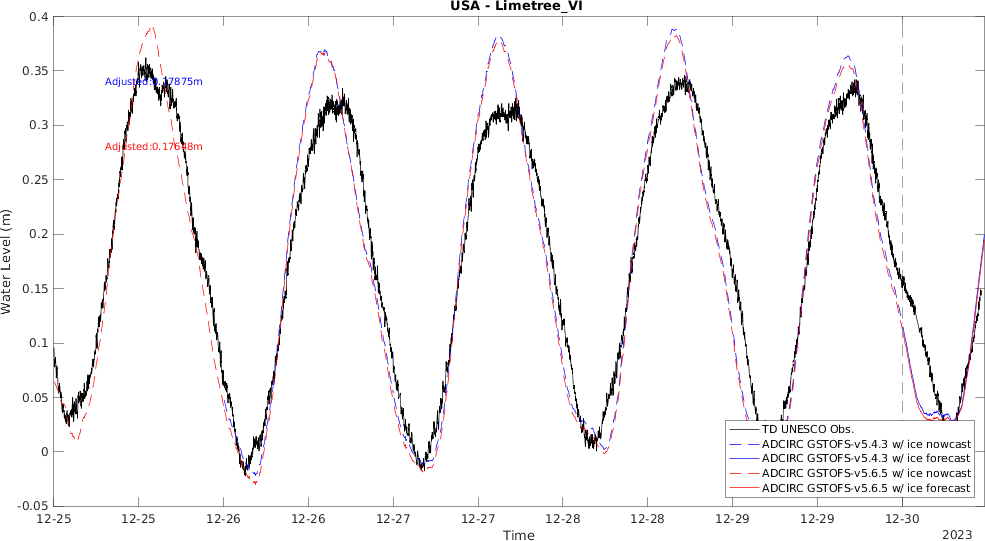 USA - Limetree_VI
0.4
0.35
0.3
0.25
0.2
0.15
0.1
0.05
0
-0.05
Water Level (m)
Adjusted:0.17875m
Adjusted:0.17648m
TD UNESCO Obs.
ADCIRC GSTOFS-v5.4.3 w/ ice nowcast
ADCIRC GSTOFS-v5.4.3 w/ ice forecast
ADCIRC GSTOFS-v5.6.5 w/ ice nowcast
ADCIRC GSTOFS-v5.6.5 w/ ice forecast
12-25 12-25 12-26 12-26 12-27 12-27 12-28 12-28 12-29 12-29 12-30
Time
2023